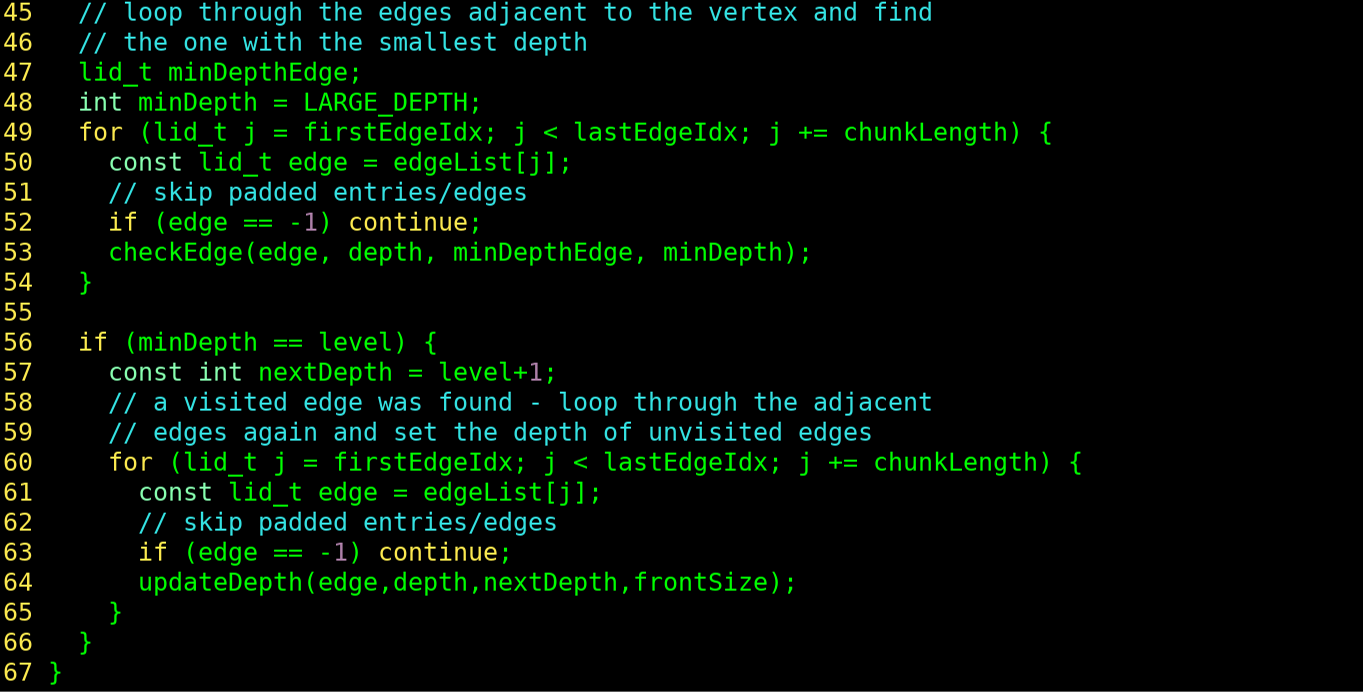 45   // loop through the edges adjacent to the vertex and find
46   // the one with the smallest depth
47   lid_t minDepthEdge;
48   int minDepth = LARGE_DEPTH;
49   for (lid_t j = firstEdgeIdx; j < lastEdgeIdx; j += chunkLength) {
50     const lid_t edge = edgeList[j];
51     // skip padded entries/edges
52     if (edge == -1) continue;
53     checkEdge(edge, depth, minDepthEdge, minDepth);
54   }
55
56   if (minDepth == level) {
57     const int nextDepth = level+1;
58     // a visited edge was found - loop through the adjacent
59     // edges again and set the depth of unvisited edges
60     for (lid_t j = firstEdgeIdx; j < lastEdgeIdx; j += chunkLength) {
61       const lid_t edge = edgeList[j];
62       // skip padded entries/edges
63       if (edge == -1) continue;
64       updateDepth(edge,depth,nextDepth,frontSize);
65     }
66   }
67 }